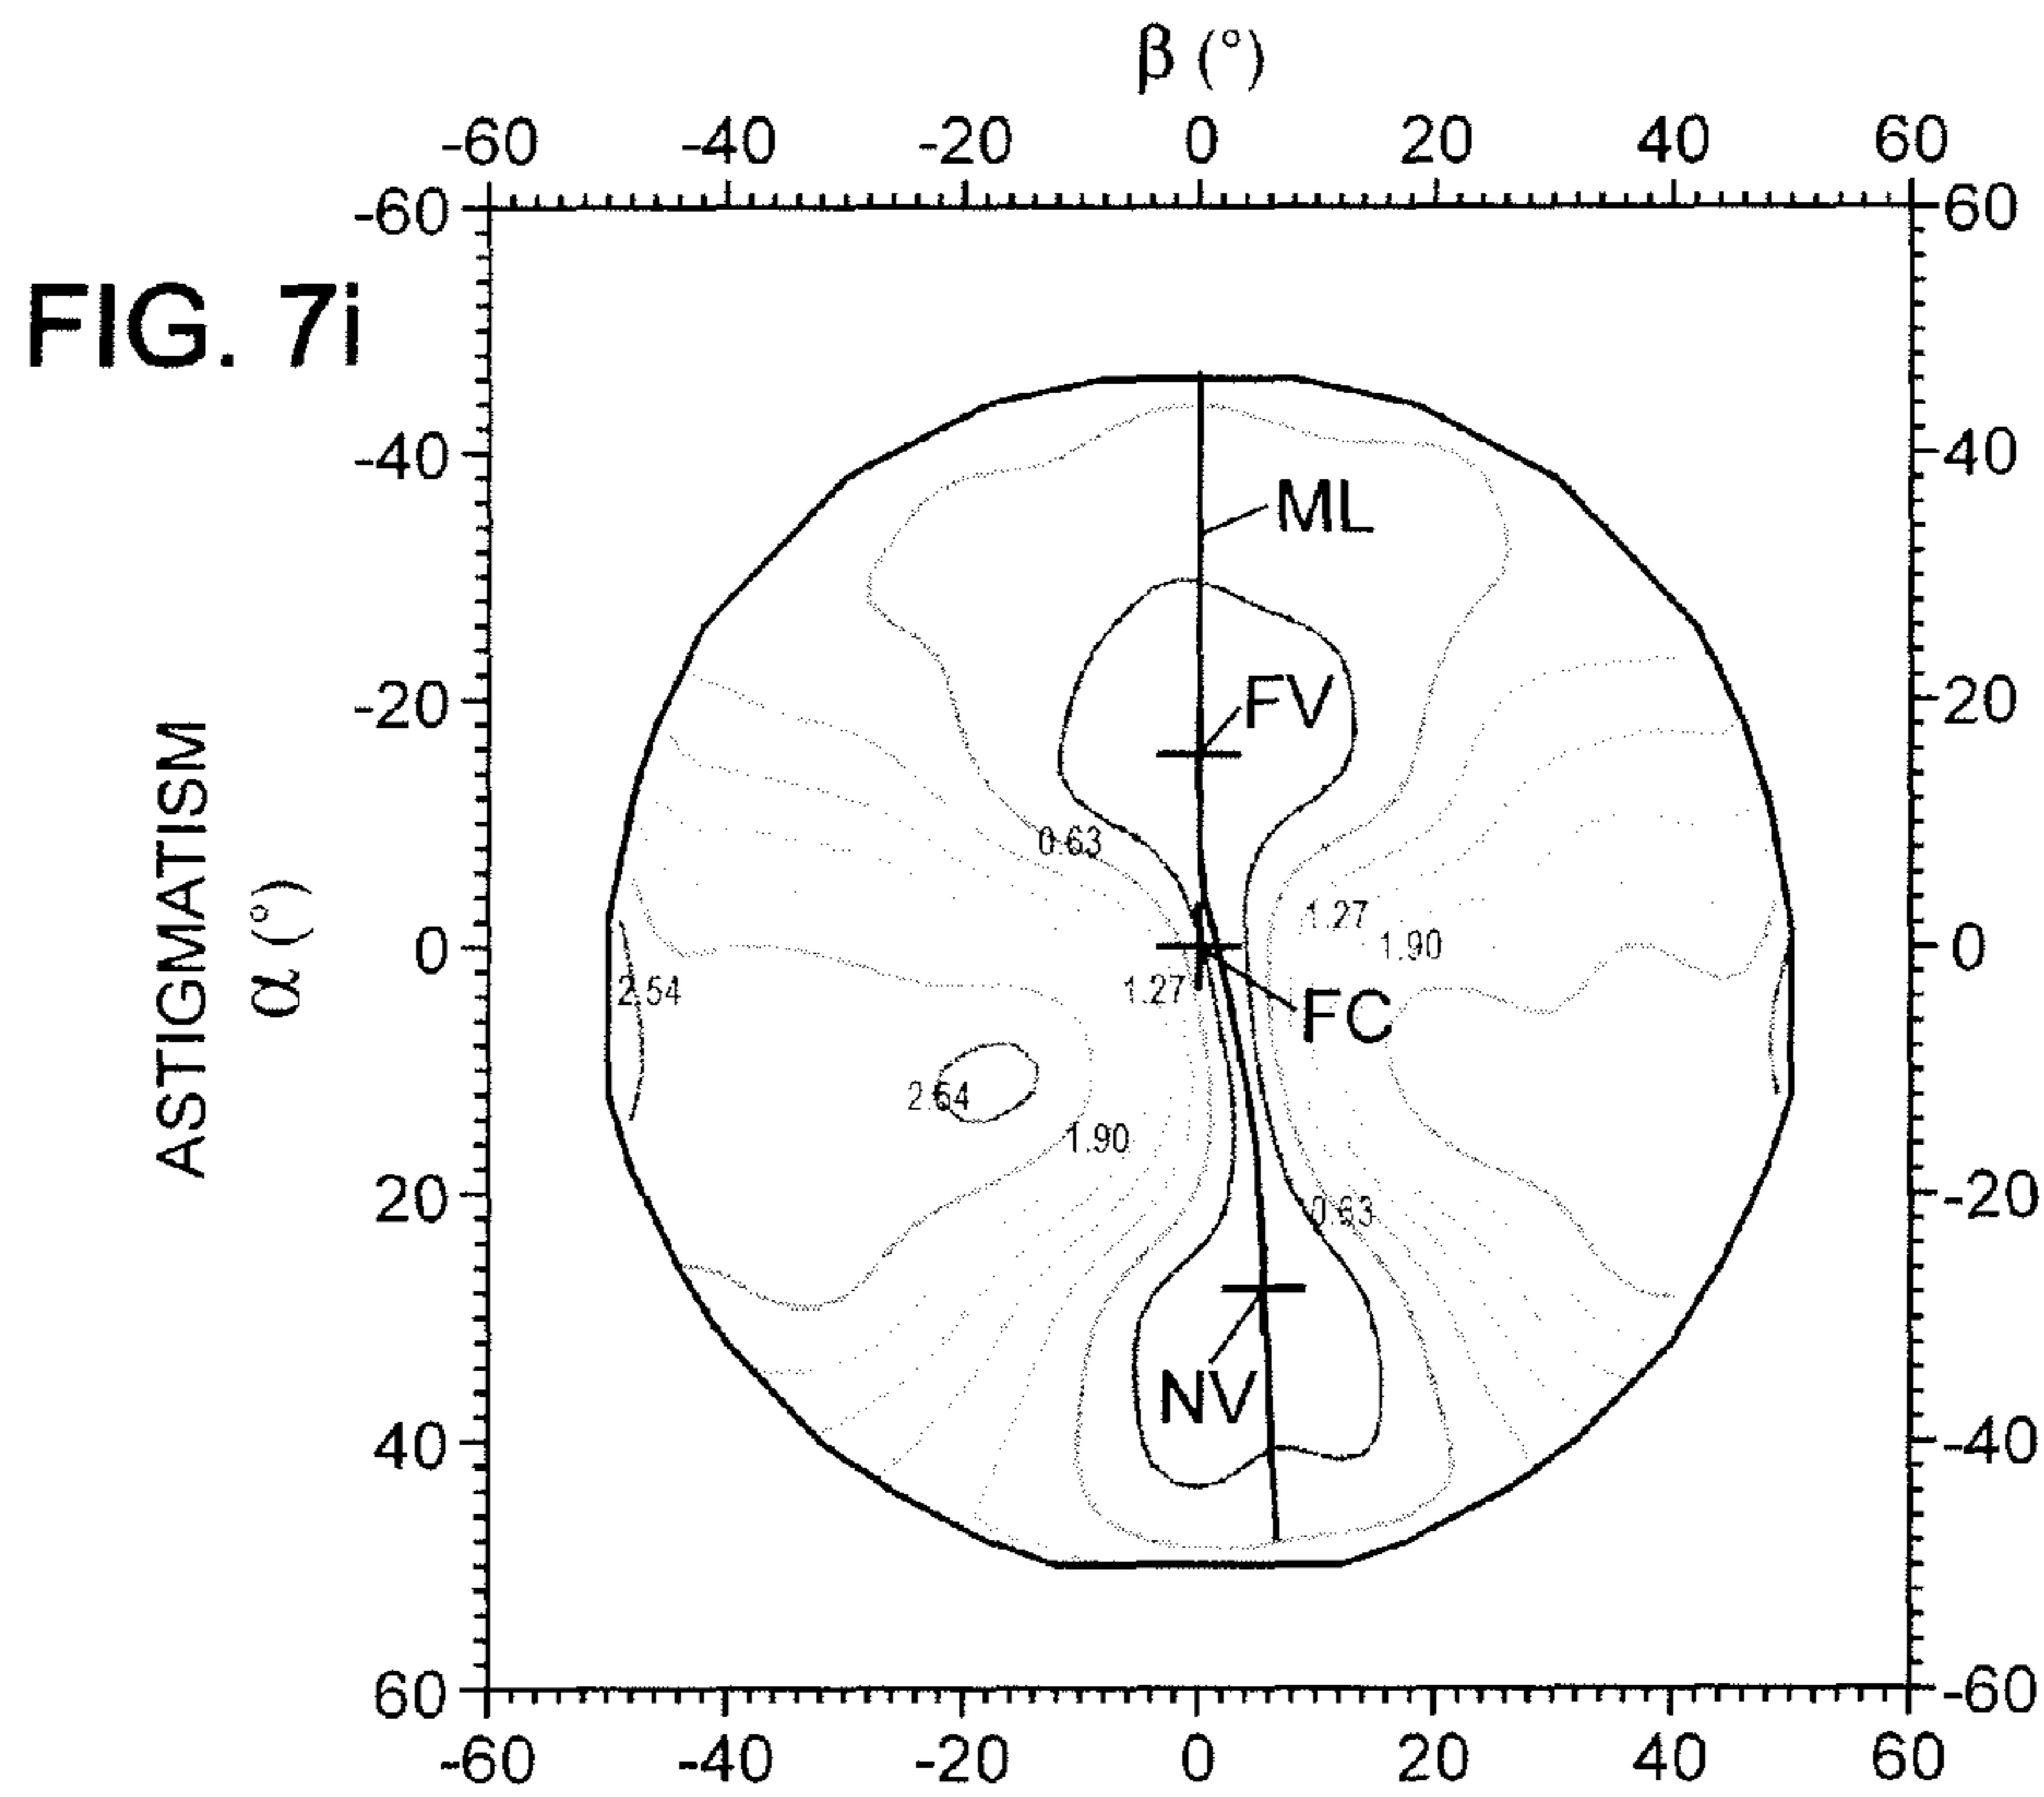 β (°)
-60 -40 -20 0 20 40 60
-60 60
FIG. 7i
-40 40
ML
-20 20
FV
0.63
ASTIGMATISM
α (°)
1.27
1.90
0 0
2.54
1.27
FC
2.54
1.90
20 -20
0.63
NV
40 -40
60 -60
-60 -40 -20 0 20 40 60